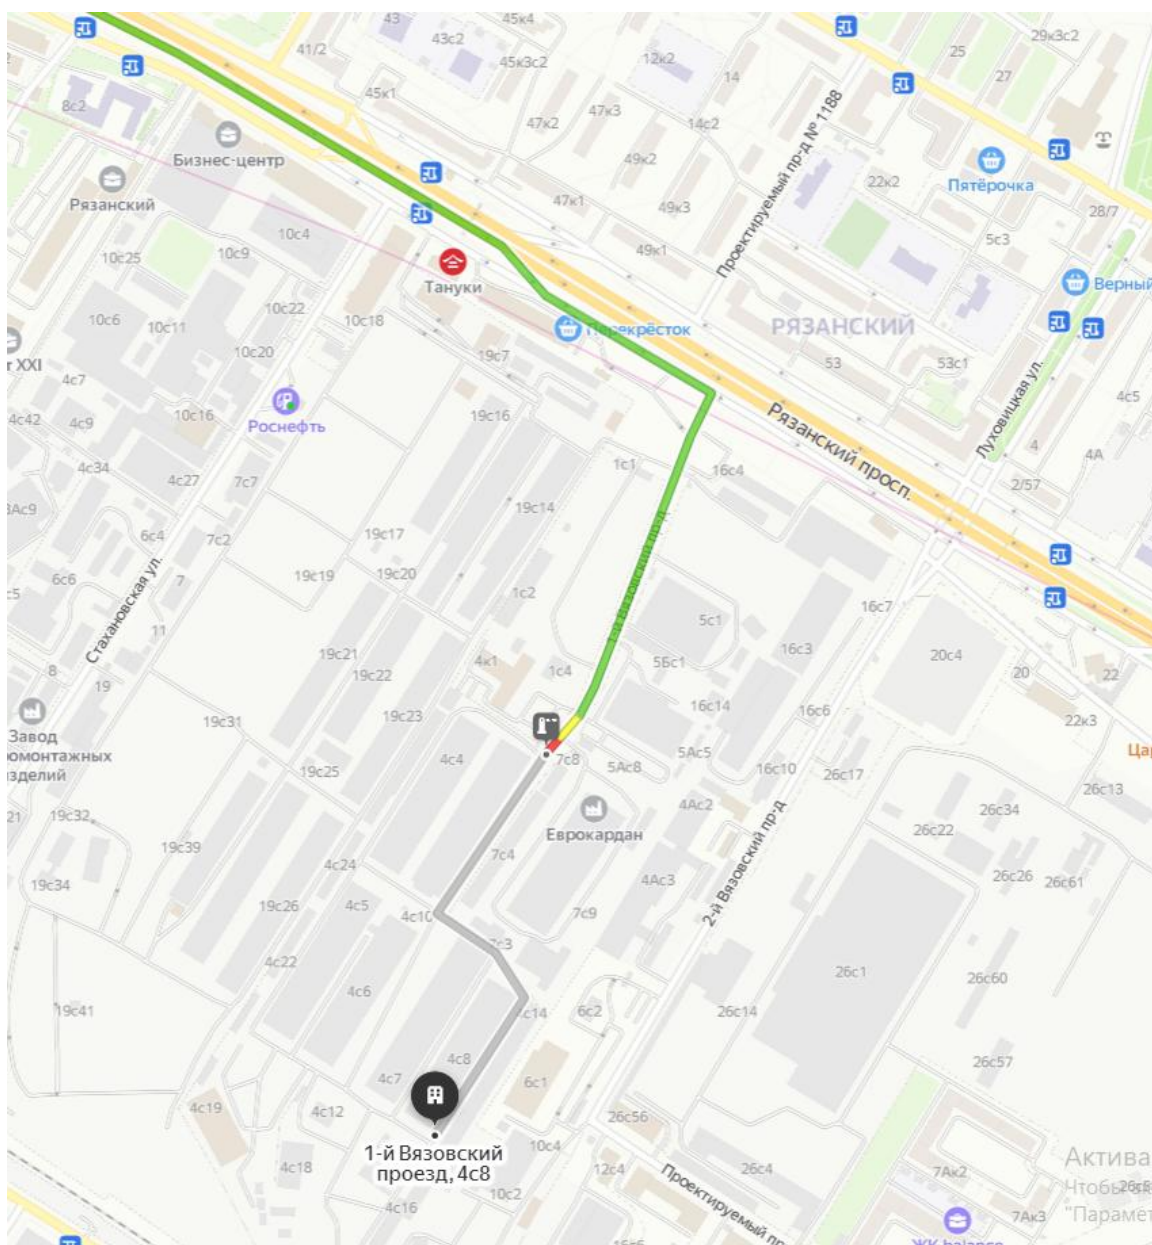 43
45к4
43с2
45к3с2
12к2
14
25
27
29к3с2
41/2
45к1
8с2
Бизнес-центр
47к2
47к3
14с2
49к2
Проектируемый пр-д № 1188
22к2
Пятёрочка
28/7
Рязанский
47к1
49к3
49к1
5с3
10с4
10с9
10с25
Тануки
Верный
10с22
10с18
10с6
10с11
Перекрёсток
РЯЗАНСКИЙ
т XXI
10с20
19с7
53
53с1
4с7
4с5
Роснефть
10с16
4с42
4с9
19с16
Рязанский просп.
Луховицкая ул.
4
4А
4с34
4с27
7с7
1с1
16с4
2/57
3Ас9
19с14
6с4
7с2
19с17
1-й Вязовский пр-д
6с6
7
19с19
19с20
1с2
с5
Стахановская ул.
11
5с1
16с7
8
19
19с21
19с22
4к1
1с4
5Бс1
16с3
20с4
20
22
19с31
19с23
16с14
16с6
22к3
Завод
ромонтажных
изделий
19с25
4с4
7с8
5Ас8
5Ас5
16с10
26с17
Цар
26с13
21
19с32
Еврокардан
4Ас2
26с34
26с22
19с39
7с4
2-й Вязовский пр-д
19с34
4с24
4Ас3
26с26
26с61
19с26
4с5
4с10
7с9
7с3
4с22
4с6
26с1
26с60
19с41
4с14
6с2
26с14
4с8
26с57
4с7
6с1
4с19
4с12
26с56
1-й Вязовский
проезд, 4с8
10с4
4с18
12с4
26с4
7Ак2
Актива
10с2
4с16
Проектируемый пр
7Ак3
"Парамет
ЖК balance